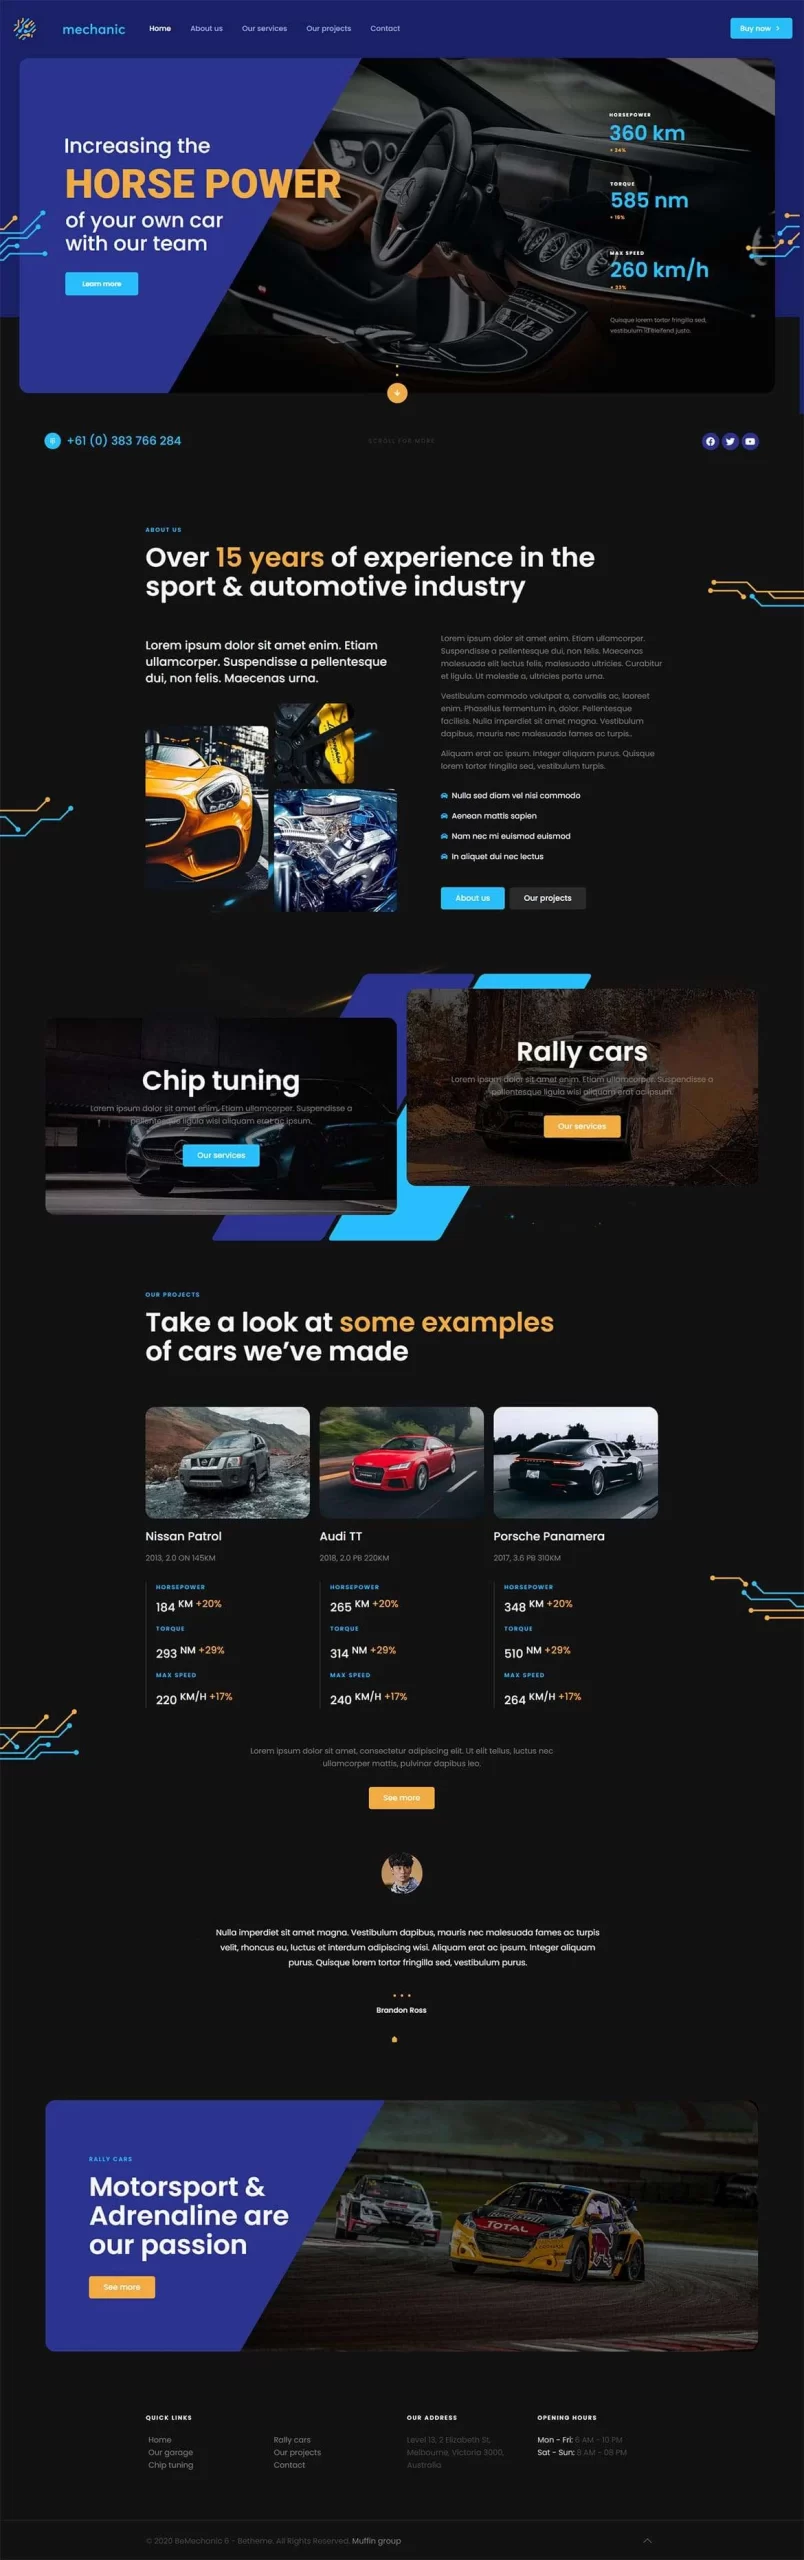 mechanic
Home
About us
Our services
Our projects
Contact
Buy now
Increasing the
HORSE POWER
of your own car
with our team
Learn more
HORSEPOWER
360 km
+ 24%
TORQUE
585 nm
+ 18%
MAX SPEED
260 km/h
+ 23%
Quisque lorem tortor fringilla sed,
vestibulum id eleifend justo.
+61 (0) 383 766 284
SCROLL FOR MORE
ABOUT US
Over 15 years of experience in the
sport & automotive industry
Lorem ipsum dolor sit amet enim. Etiam
ullamcorper. Suspendisse a pellentesque
dui, non felis. Maecenas urna.
Lorem ipsum dolor sit amet enim. Etiam ullamcorper.
Suspendisse a pellentesque dui, non felis. Maecenas
malesuada elit lectus felis, malesuada ultricies. Curabitur
et ligula. Ut molestie a, ultricies porta urna.
Vestibulum commodo volutpat a, convallis ac, laoreet
enim. Phasellus fermentum in, dolor. Pellentesque
facilisis. Nulla imperdiet sit amet magna. Vestibulum
dapibus, mauris nec malesuada fames ac turpis..
Aliquam erat ac ipsum. Integer aliquam purus. Quisque
lorem tortor fringilla sed, vestibulum turpis.
Nulla sed diam vel nisi commodo
Aenean mattis sapien
Nam nec mi euismod euismod
In aliquet dui nec lectus
About us
Our projects
Chip tuning
Lorem ipsum dolor sit amet enim. Etiam ullamcorper. Suspendisse a
pellentesque ligula wisi aliquam erat ac ipsum.
Our services
Rally cars
Lorem ipsum dolor sit amet enim. Etiam ullamcorper. Suspendisse a
pellentesque ligula wisi aliquam erat ac ipsum.
Our services
OUR PROJECTS
Take a look at some examples
of cars we've made
Nissan Patrol
2013, 2.0 ON 145KM
HORSEPOWER
184 KM +20%
TORQUE
293 NM +29%
MAX SPEED
220 KM/H +17%
Audi TT
2018, 2.0 PB 220KM
HORSEPOWER
265 KM +20%
TORQUE
314 NM +29%
MAX SPEED
240 KM/H +17%
Porsche Panamera
2017, 3.6 PB 310KM
HORSEPOWER
348 KM +20%
TORQUE
510 NM +29%
MAX SPEED
264 KM/H +17%
Lorem ipsum dolor sit amet, consectetur adipiscing elit. Ut elit tellus, luctus nec
ullamcorper mattis, pulvinar dapibus leo.
See more
Nulla imperdiet sit amet magna. Vestibulum dapibus, mauris nec malesuada fames ac turpis
velit, rhoncus eu, luctus et interdum adipiscing wisi. Aliquam erat ac ipsum. Integer aliquam
purus. Quisque lorem tortor fringilla sed, vestibulum purus.
Brandon Ross
RALLY CARS
Motorsport &
Adrenaline are
our passion
See more
TOTAL
QUICK LINKS
Home
Our garage
Chip tuning
Rally cars
Our projects
Contact
OUR ADDRESS
Level 13, 2 Elizabeth St,
Melbourne, Victoria 3000,
Australia
OPENING HOURS
Mon - Fri: 6 AM - 10 PM
Sat - Sun: 8 AM - 08 PM
© 2020 BeMechanic 6 - Betheme. All Rights Reserved. Muffin group